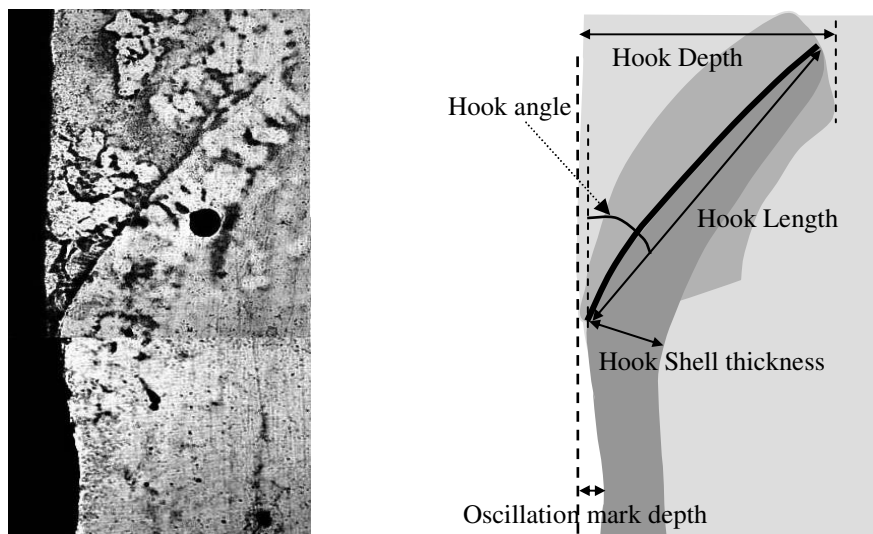 Hook Depth
Hook angle
Hook Length
Hook Shell thickness
Oscillation mark depth